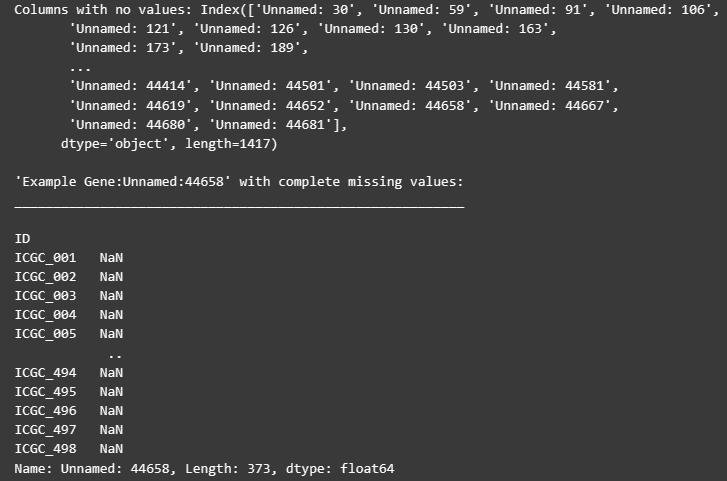 Columns with no values: Index(['Unnamed: 30', 'Unnamed: 59', 'Unnamed: 91', 'Unnamed: 106',
'Unnamed: 121', 'Unnamed: 126', 'Unnamed: 130', 'Unnamed: 163',
'Unnamed: 173', 'Unnamed: 189',
...
'Unnamed: 44414', 'Unnamed: 44501', 'Unnamed: 44503', 'Unnamed: 44581',
'Unnamed: 44619', 'Unnamed: 44652', 'Unnamed: 44658', 'Unnamed: 44667',
'Unnamed: 44680', 'Unnamed: 44681'],
dtype='object', length=1417)
'Example Gene:Unnamed:44658' with complete missing values:
__________________________________________________________
ID
ICGC_001 NaN
ICGC_002 NaN
ICGC_003 NaN
ICGC_004 NaN
ICGC_005 NaN
..
ICGC_494 NaN
ICGC_495 NaN
ICGC_496 NaN
ICGC_497 NaN
ICGC_498 NaN
Name: Unnamed: 44658, Length: 373, dtype: float64